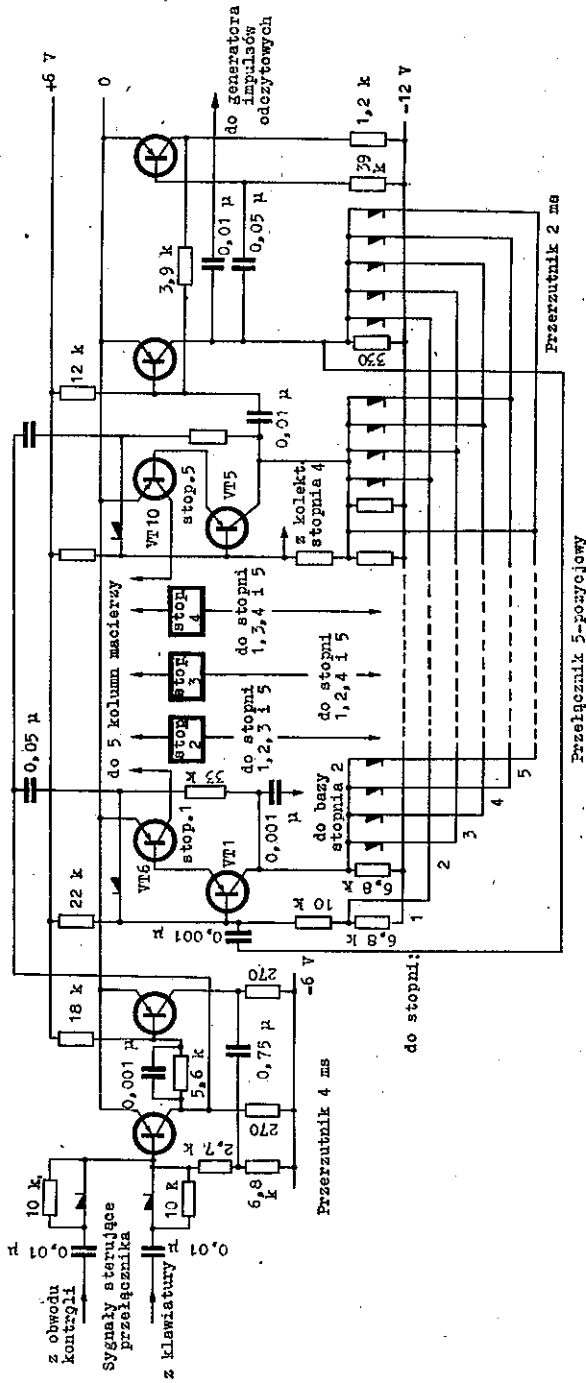 z obwodu
kontroli
Sygnały sterujące
przełącznika
z klawiatury
0,01 μ
10 k
0,01 μ
10 k
18 k
0,001 μ
5,6 k
2,7 k
6,8 k
270
0,75 μ
270
-6 V
Przerzutnik 4 ms
22 k
0,05 μ
VT6
stop.1
VT1
33 k
0,001 μ
0,001 μ
do bazy
stopnia 2
10 k
6,8 k
6,8 k
do stopni:
1
2
3
4
5
do 5 kolumn macierzy
stop 2
stop 3
stop 4
do stopni
1,2,3 i 5
do stopni
1,2,4 i 5
do stopni
1,3,4 i 5
VT10
stop.5
VT5
z kolekt.
stopnia 4
Przełącznik 5-pozycjowy
12 k
0,01 μ
3,9 k
0,01 μ
0,05 μ
330
39 k
1,2 k
+6 V
0
do generatora
impulsów
odczytowych
-12 V
Przerzutnik 2 ms